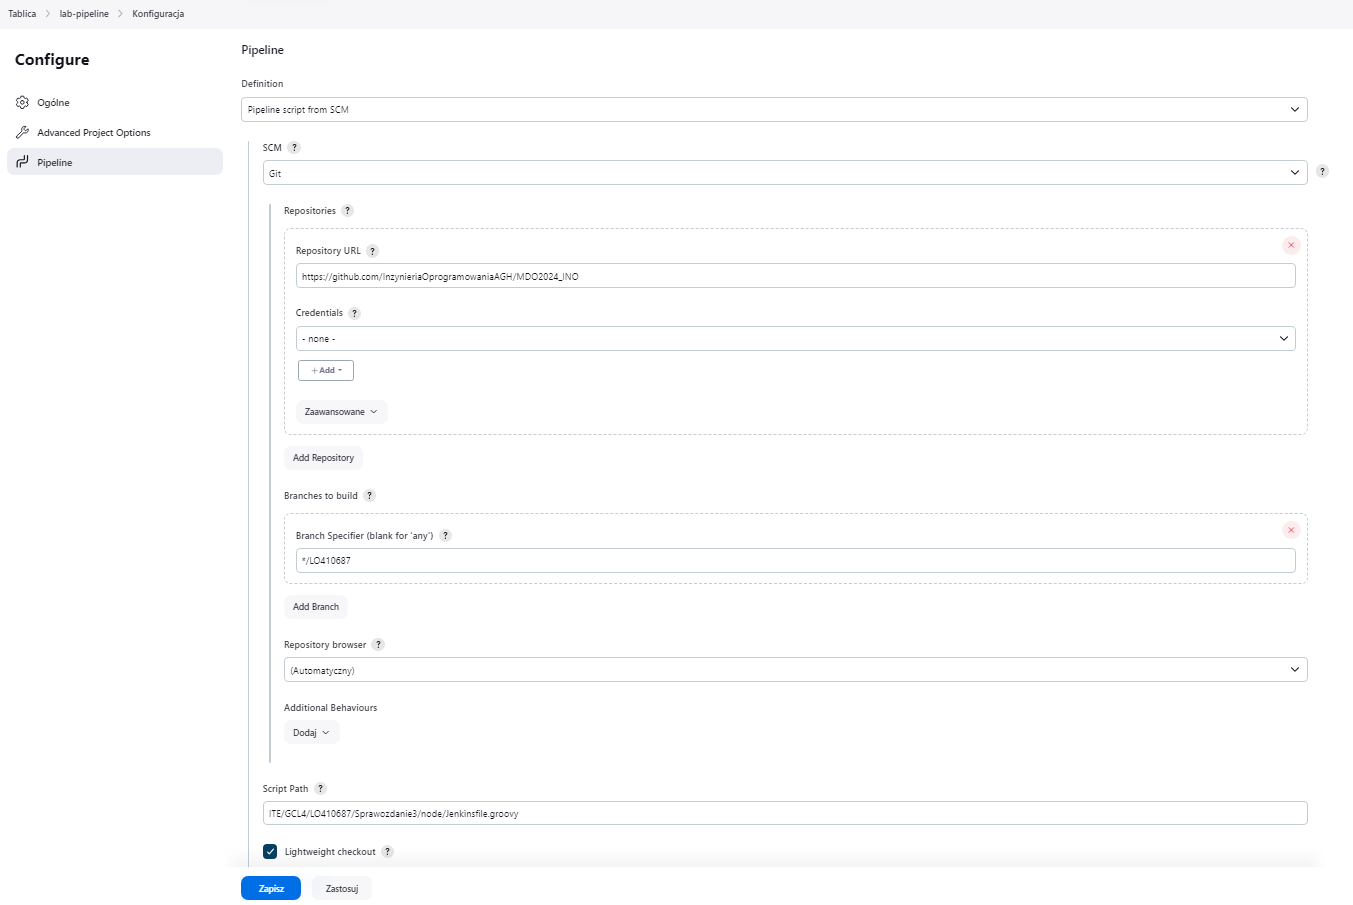 Tablica > lab-pipeline > Konfiguracja
Configure
Ogólne
Advanced Project Options
Pipeline
Pipeline
Definition
Pipeline script from SCM
SCM ?
Git
?
Repositories ?
Repository URL ?
https://github.com/InzynieriaOprogramowaniaAGH/MDO2024_INO
Credentials ?
- none -
+ Add
Zaawansowane
Add Repository
Branches to build ?
Branch Specifier (blank for 'any') ?
*/LO410687
Add Branch
Repository browser ?
(Automatyczny)
Additional Behaviours
Dodaj
Script Path ?
ITE/GCL4/LO410687/Sprawozdanie3/node/Jenkinsfile.groovy
Lightweight checkout ?
Zapisz
Zastosuj